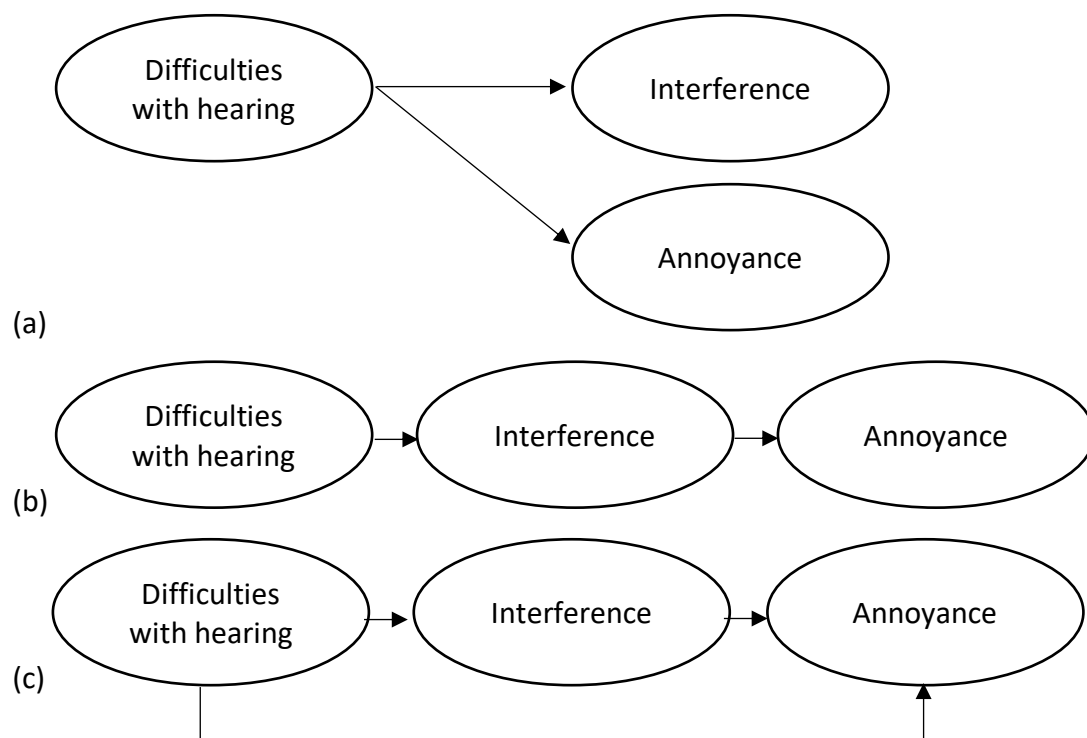 Difficulties
with hearing
Interference
Annoyance
(a)
Difficulties
with hearing
Interference
Annoyance
(b)
Difficulties
with hearing
Interference
Annoyance
(c)